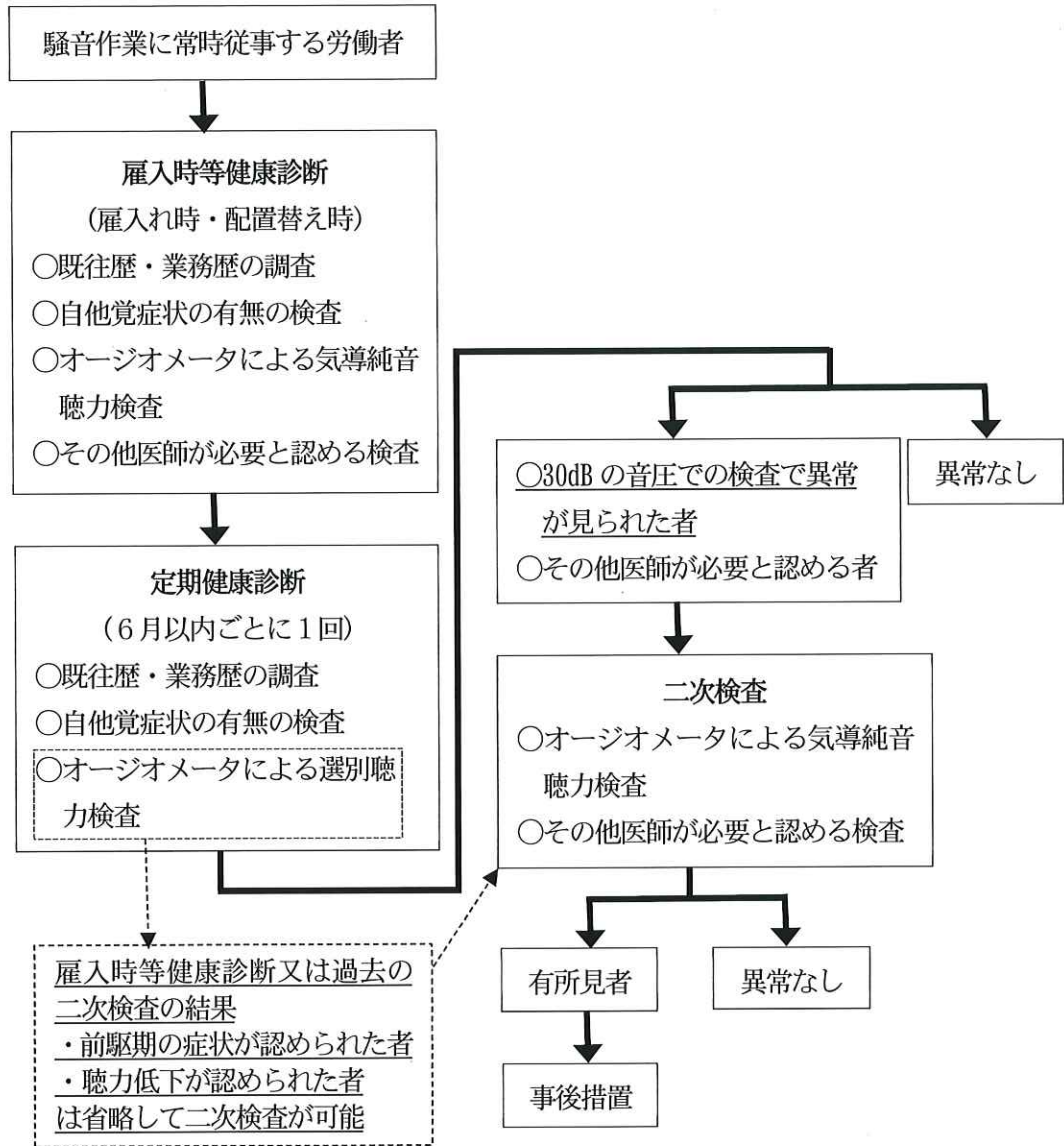 騒音作業に常時従事する労働者
雇入時等健康診断
(雇入れ時・配置替え時)
○既往歴・業務歴の調査
○自他覚症状の有無の検査
○オージオメータによる気導純音
聴力検査
○その他医師が必要と認める検査
定期健康診断
(６月以内ごとに１回)
○既往歴・業務歴の調査
○自他覚症状の有無の検査
○オージオメータによる選別聴
力検査
雇入時等健康診断又は過去の
二次検査の結果
・前駆期の症状が認められた者
・聴力低下が認められた者
は省略して二次検査が可能
○30dBの音圧での検査で異常
が見られた者
○その他医師が必要と認める者
異常なし
二次検査
○オージオメータによる気導純音
聴力検査
○その他医師が必要と認める検査
有所見者
異常なし
事後措置